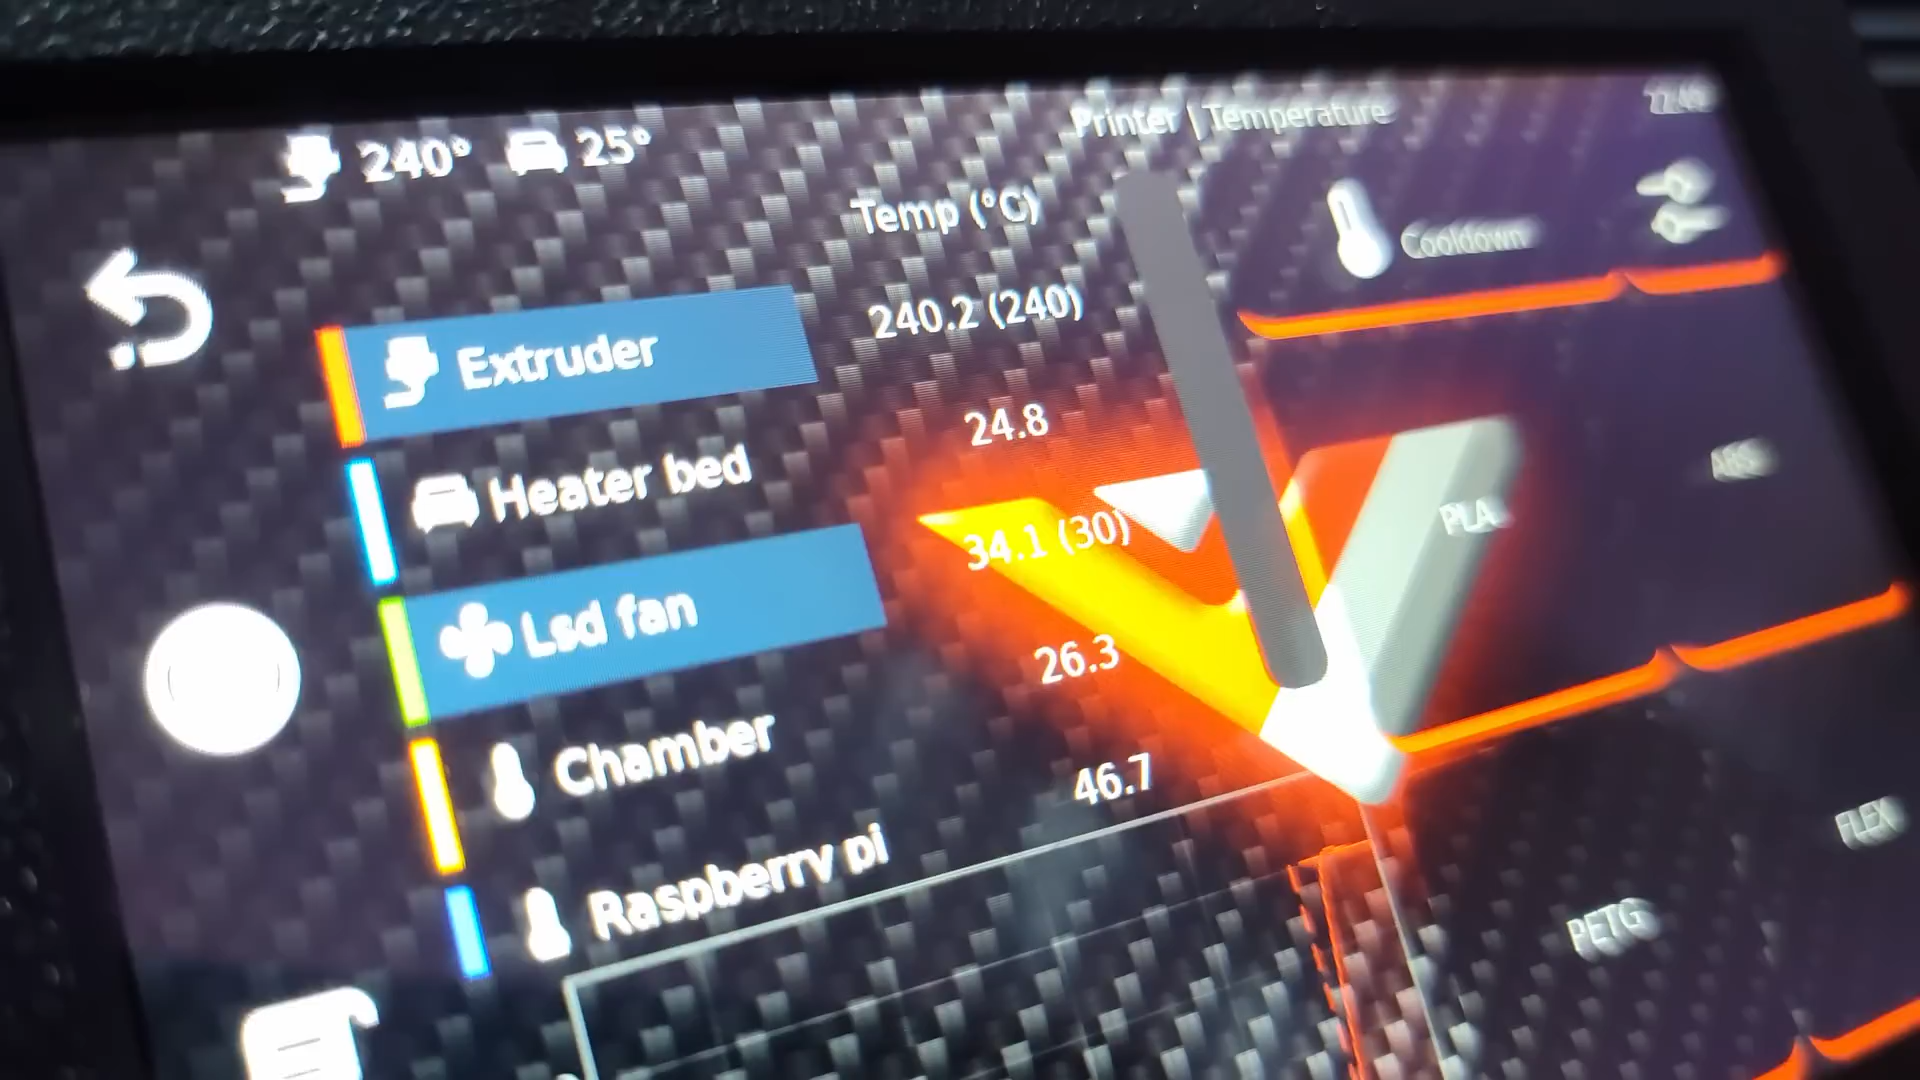 240° 25° Printer | Temperature
Temp (°C)
Cooldown
Extruder 240.2 (240)
Heater bed 24.8
Lsd fan 34.1 (30)
Chamber 26.3
Raspberry pi 46.7
PLA ABS
PETG FLEX